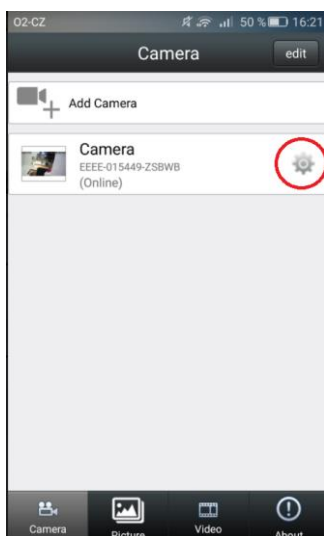 O2-CZ 50 % 16:21
Camera edit
Add Camera
Camera
EEEE-015449-ZSBWB
(Online)
Camera Picture Video About